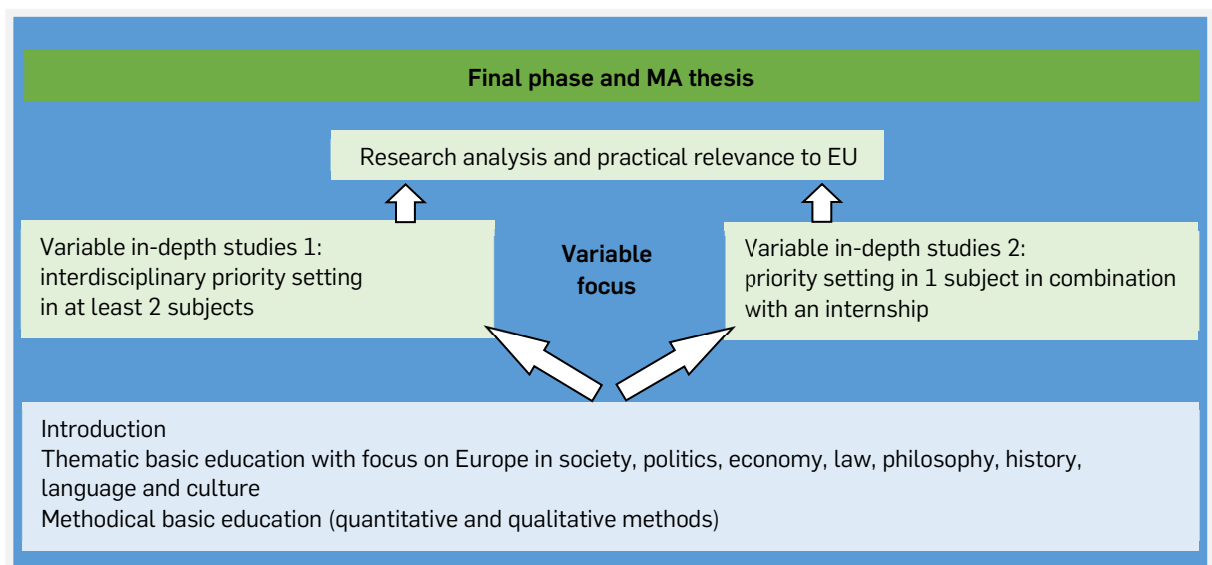 Final phase and MA thesis
Research analysis and practical relevance to EU
Variable in-depth studies 1:
interdisciplinary priority setting
in at least 2 subjects
Variable
focus
Variable in-depth studies 2:
priority setting in 1 subject in combination
with an internship
Introduction
Thematic basic education with focus on Europe in society, politics, economy, law, philosophy, history,
language and culture
Methodical basic education (quantitative and qualitative methods)